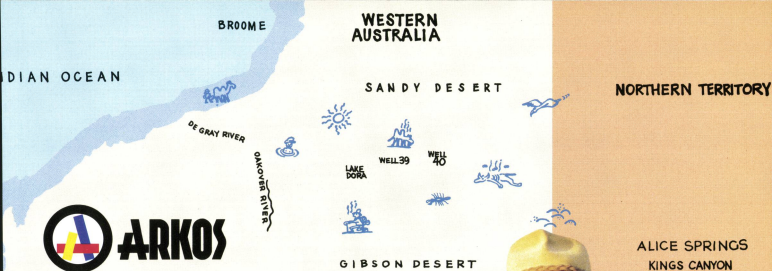 BROOME
WESTERN
AUSTRALIA
DIAN OCEAN
SANDY DESERT
NORTHERN TERRITORY
DE GRAY RIVER
OAKOVER RIVER
LAKE
DORA
WELL 39
WELL
40
ARKOS
GIBSON DESERT
ALICE SPRINGS
KINGS CANYON